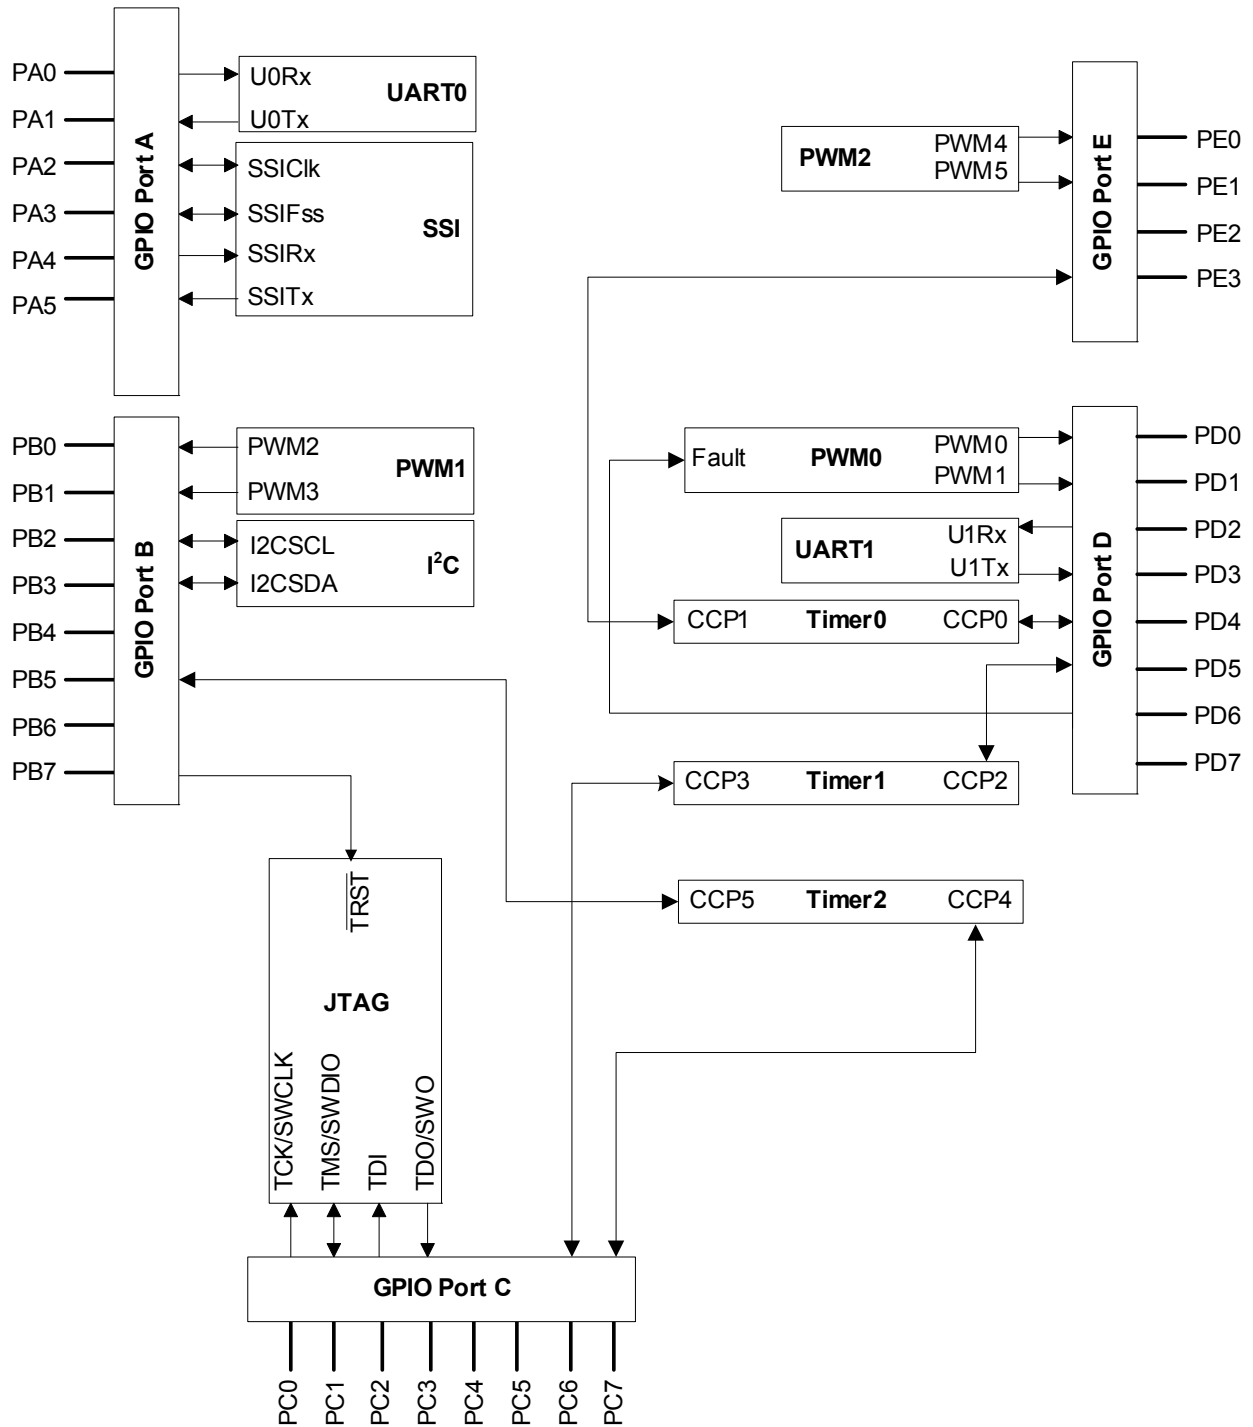 PA0
PA1
PA2
PA3
PA4
PA5
GPIO Port A
U0Rx
U0Tx
UART0
SSIClk
SSIFss
SSIRx
SSITx
SSI
PWM2
PWM4
PWM5
GPIO Port E
PE0
PE1
PE2
PE3
PB0
PB1
PB2
PB3
PB4
PB5
PB6
PB7
GPIO Port B
PWM2
PWM3
PWM1
I2CSCL
I2CSDA
I²C
Fault
PWM0
PWM0
PWM1
UART1
U1Rx
U1Tx
CCP1
Timer0
CCP0
GPIO Port D
PD0
PD1
PD2
PD3
PD4
PD5
PD6
PD7
CCP3
Timer1
CCP2
CCP5
Timer2
CCP4
TRST
JTAG
TCK/SWCLK
TMS/SWDIO
TDI
TDO/SWO
GPIO Port C
PC0
PC1
PC2
PC3
PC4
PC5
PC6
PC7